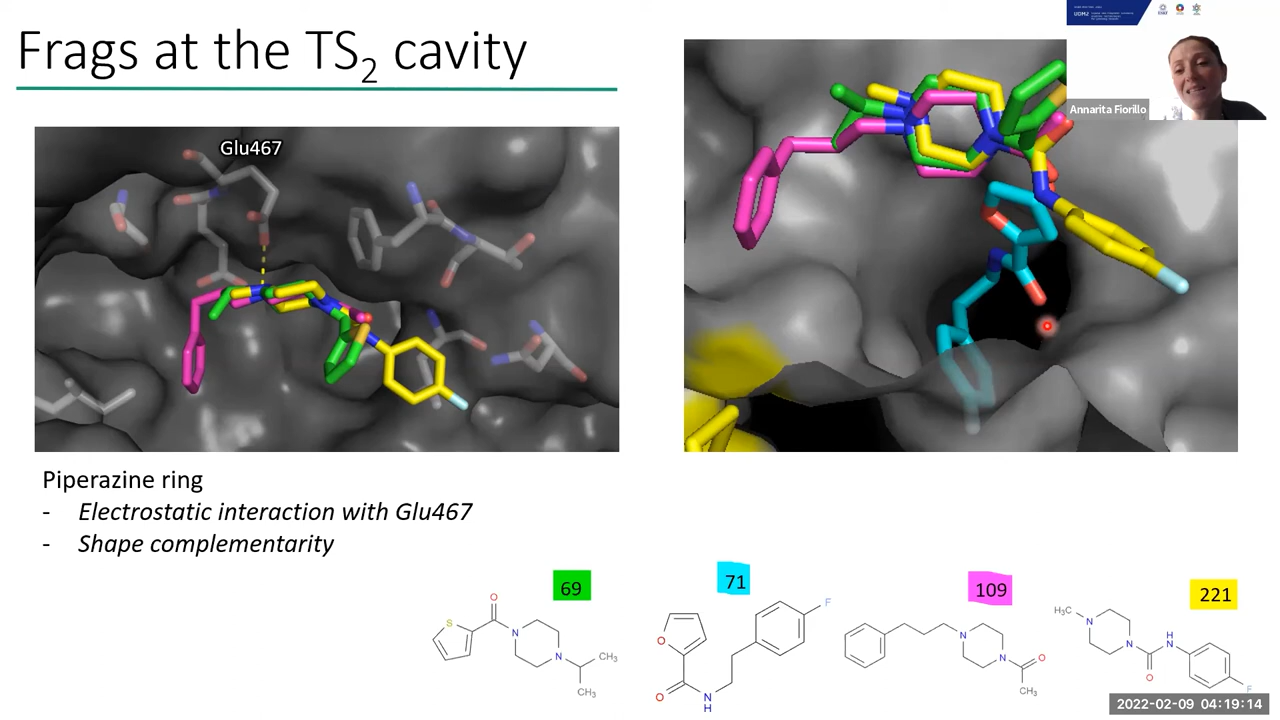 Frags at the TS₂ cavity
UCMJ
Annarita Fiorillo
Glu467
Piperazine ring
- Electrostatic interaction with Glu467
- Shape complementarity
69
71
109
221
O
S
N
N
CH₃
CH₃
F
O
O
N
H
N
N
O
CH₃
H₃C
N
N
H
N
O
F
2022-02-09 04:19:14